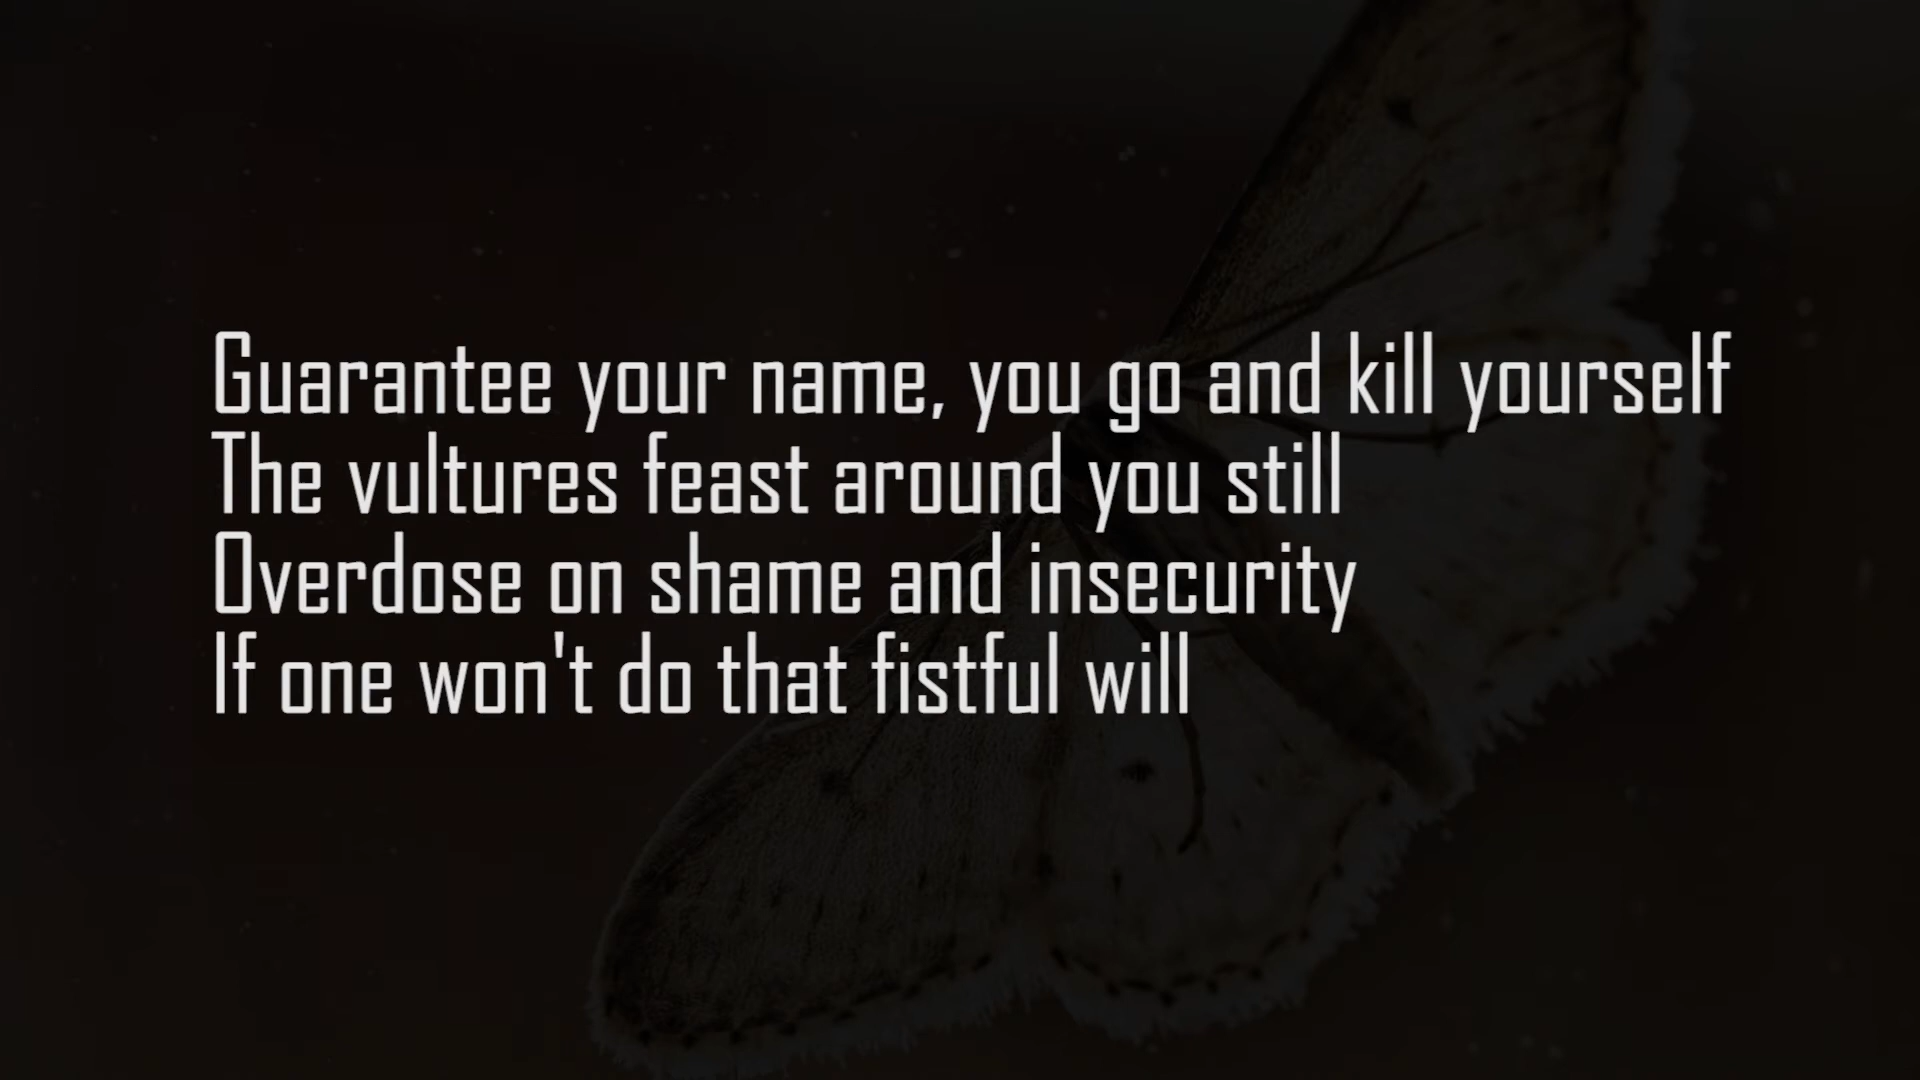 Guarantee your name, you go and kill yourself
The vultures feast around you still
Overdose on shame and insecurity
If one won't do that fistful will